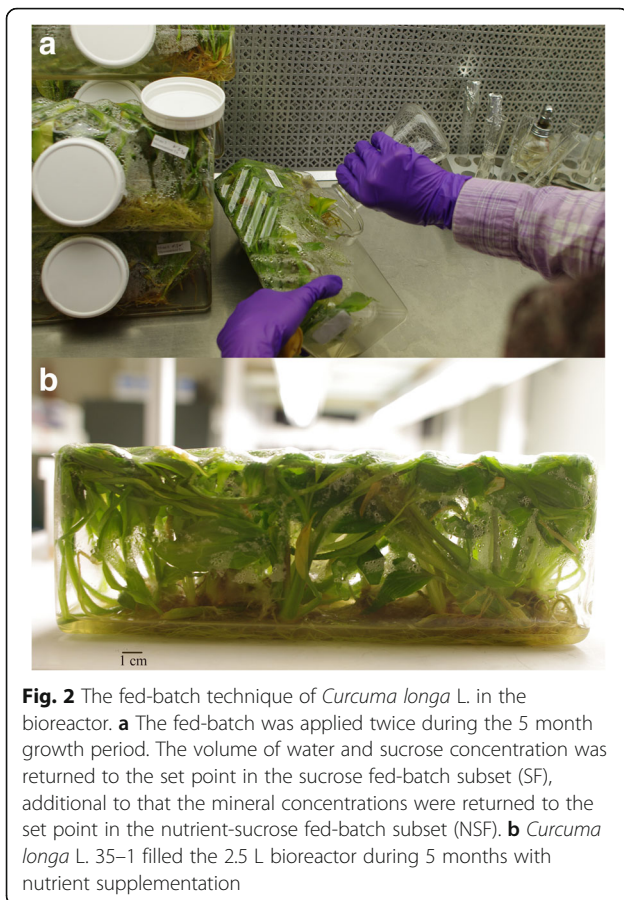 a
b
1 cm
Fig. 2 The fed-batch technique of Curcuma longa L. in the
bioreactor. a The fed-batch was applied twice during the 5 month
growth period. The volume of water and sucrose concentration was
returned to the set point in the sucrose fed-batch subset (SF),
additional to that the mineral concentrations were returned to the
set point in the nutrient-sucrose fed-batch subset (NSF). b Curcuma
longa L. 35–1 filled the 2.5 L bioreactor during 5 months with
nutrient supplementation